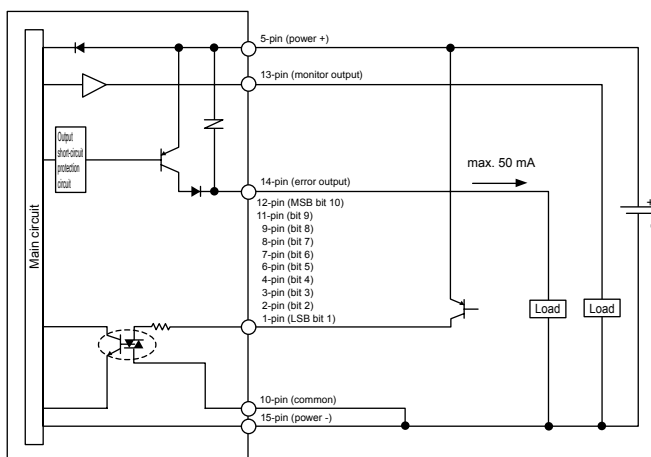 5-pin (power +)
13-pin (monitor output)
Output
short-circuit
protection
circuit
Main circuit
max. 50 mA
14-pin (error output)
12-pin (MSB bit 10)
11-pin (bit 9)
9-pin (bit 8)
8-pin (bit 7)
7-pin (bit 6)
6-pin (bit 5)
4-pin (bit 4)
3-pin (bit 3)
2-pin (bit 2)
1-pin (LSB bit 1)
+
-
Load
Load
10-pin (common)
15-pin (power -)